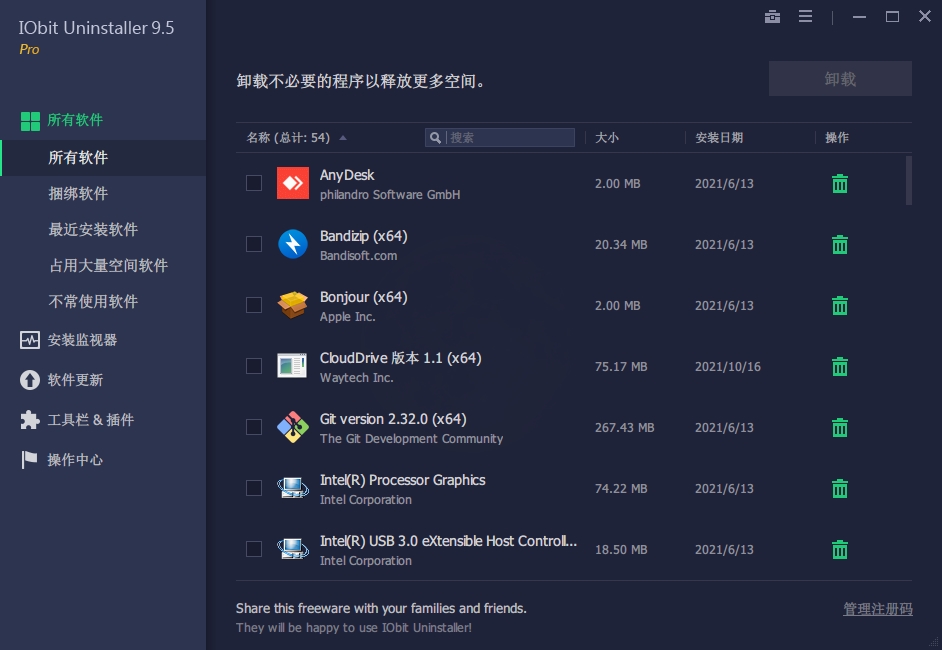 IObit Uninstaller 9.5
Pro
所有软件
所有软件
捆绑软件
最近安装软件
占用大量空间软件
不常使用软件
安装监视器
软件更新
工具栏 & 插件
操作中心
卸载不必要的程序以释放更多空间。
卸载
名称 (总计: 54)
搜索
大小
安装日期
操作
AnyDesk
philandro Software GmbH
2.00 MB
2021/6/13
Bandizip (x64)
Bandisoft.com
20.34 MB
2021/6/13
Bonjour (x64)
Apple Inc.
2.00 MB
2021/6/13
CloudDrive 版本 1.1 (x64)
Waytech Inc.
75.17 MB
2021/10/16
Git version 2.32.0 (x64)
The Git Development Community
267.43 MB
2021/6/13
Intel(R) Processor Graphics
Intel Corporation
74.22 MB
2021/6/13
Intel(R) USB 3.0 eXtensible Host Controll...
Intel Corporation
18.50 MB
2021/6/13
Share this freeware with your families and friends.
They will be happy to use IObit Uninstaller!
管理注册码